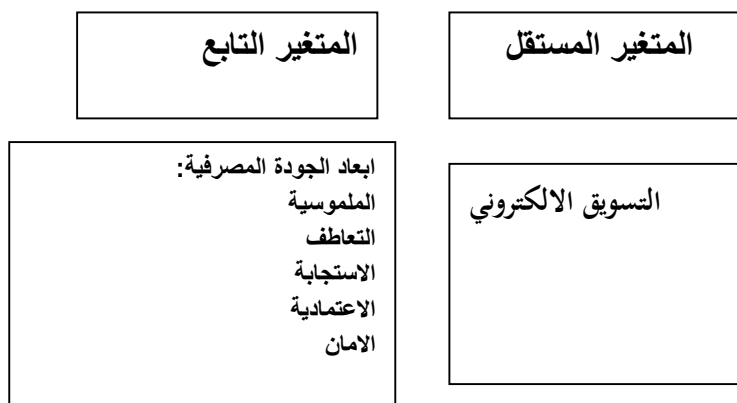 المتغير المستقل
المتغير التابع
التسويق الالكتروني
ابعاد الجودة المصرفية:
الملموسية
التعاطف
الاستجابة
الاعتمادية
الامان